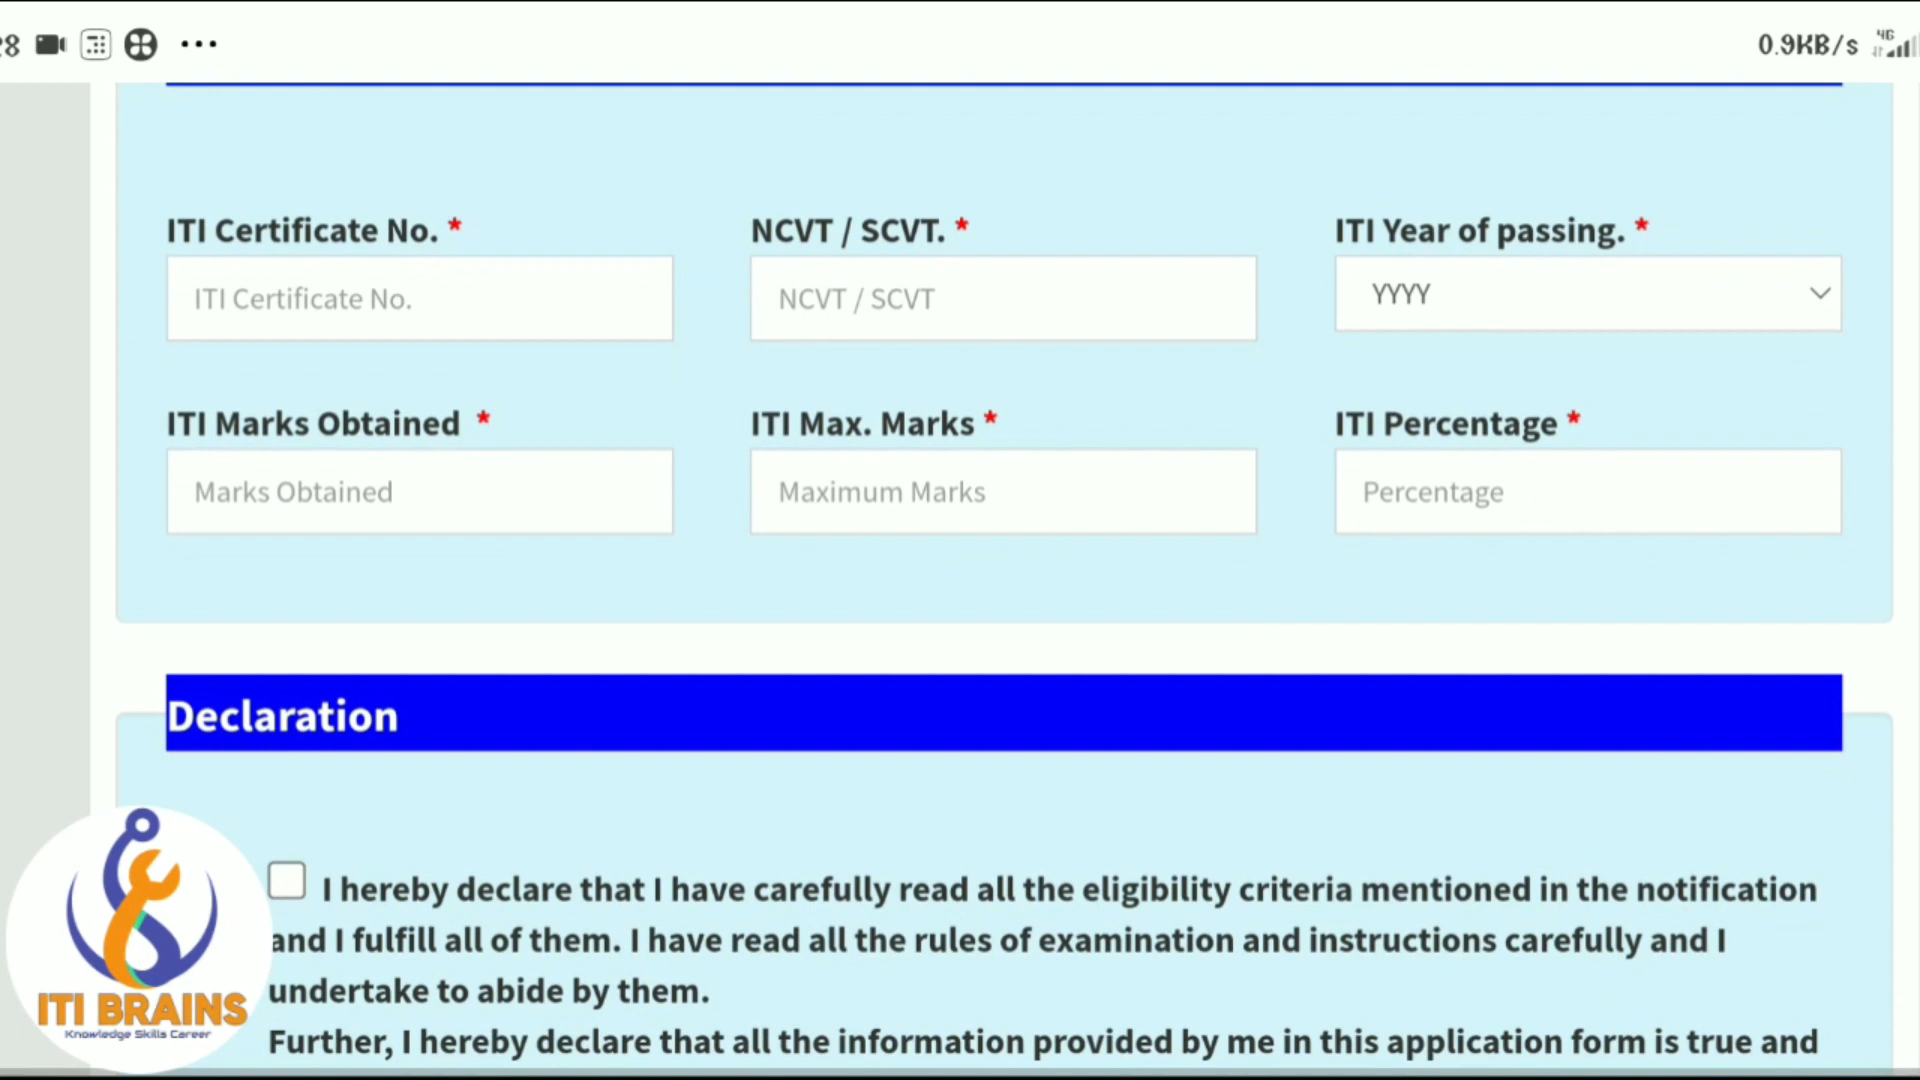 28 0.9KB/s 4G
ITI Certificate No. * NCVT / SCVT. * ITI Year of passing. *
ITI Certificate No. NCVT / SCVT YYYY
ITI Marks Obtained * ITI Max. Marks * ITI Percentage *
Marks Obtained Maximum Marks Percentage
Declaration
I hereby declare that I have carefully read all the eligibility criteria mentioned in the notification
and I fulfill all of them. I have read all the rules of examination and instructions carefully and I
undertake to abide by them.
Further, I hereby declare that all the information provided by me in this application form is true and
ITI BRAINS
Knowledge Skills Career